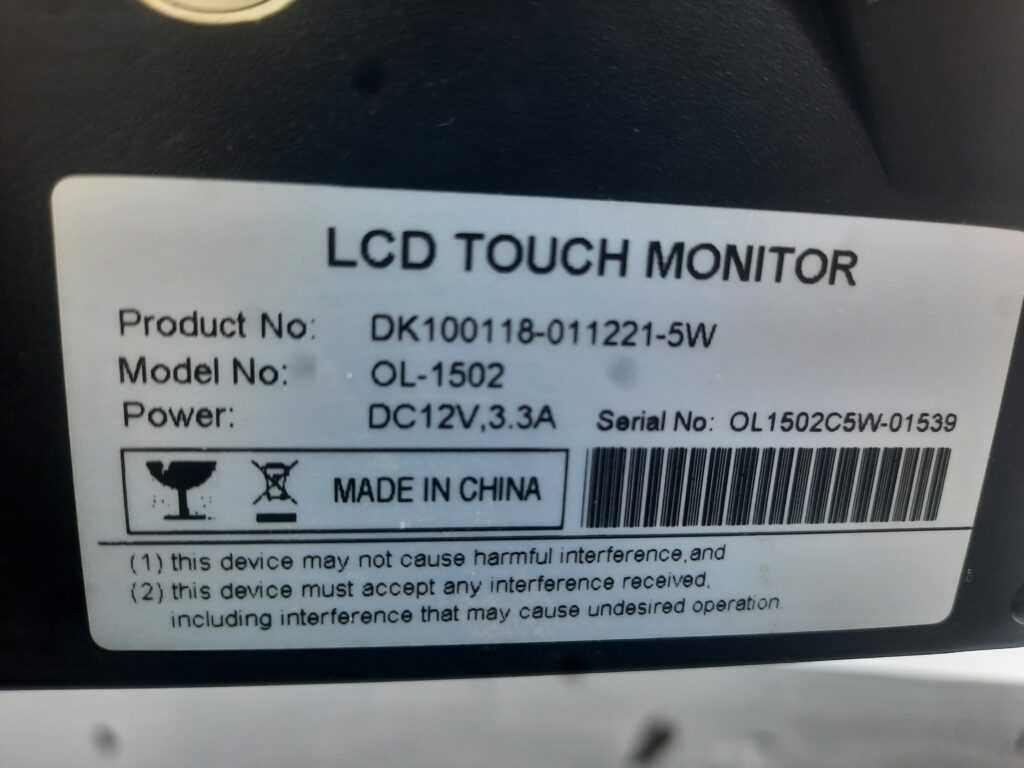 LCD TOUCH MONITOR
Product No: DK100118-011221-5W
Model No: OL-1502
Power: DC12V,3.3A
Serial No: OL1502C5W-01539
MADE IN CHINA
(1) this device may not cause harmful interference,and
(2) this device must accept any interference received,
including interference that may cause undesired operation.